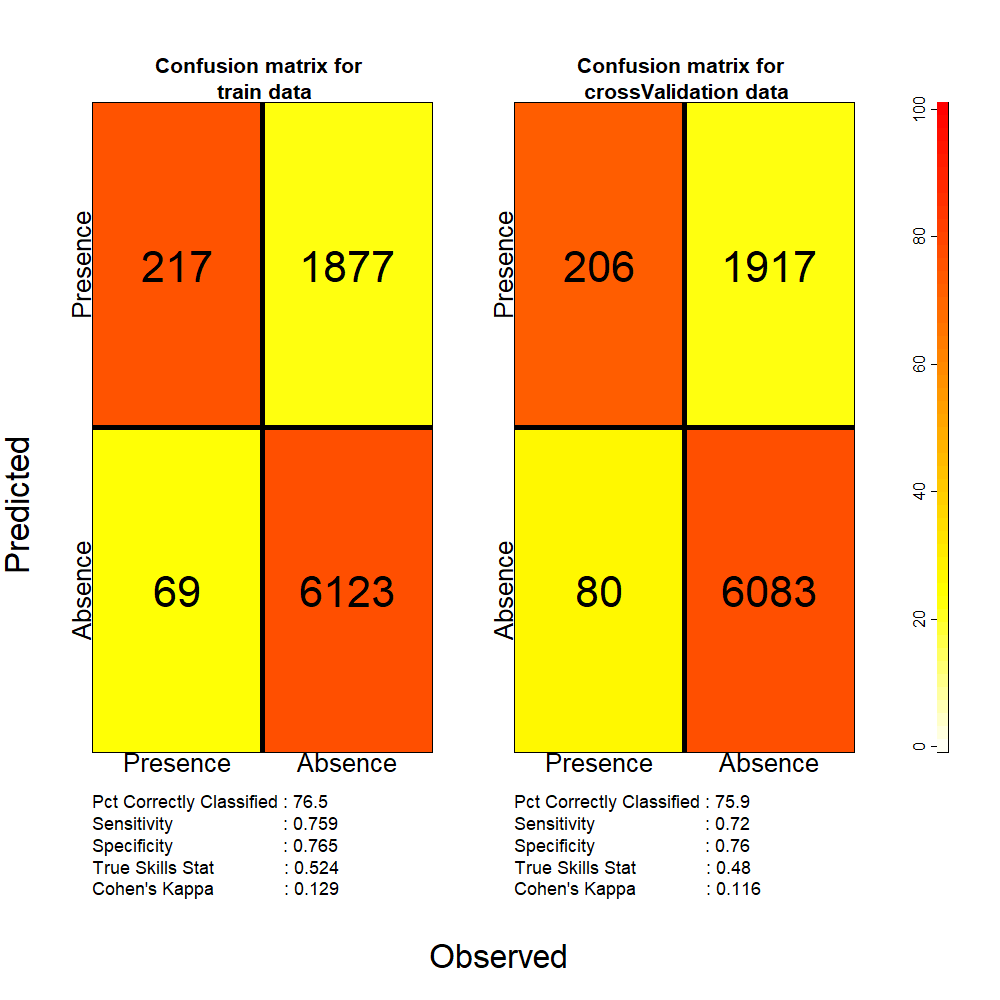 Confusion matrix for
train data
Confusion matrix for
crossValidation data
Predicted
Presence
217
1877
Absence
69
6123
Presence
Absence
Presence
206
1917
Absence
80
6083
Presence
Absence
100
80
60
40
20
0
Pct Correctly Classified : 76.5
Sensitivity : 0.759
Specificity : 0.765
True Skills Stat : 0.524
Cohen's Kappa : 0.129
Pct Correctly Classified : 75.9
Sensitivity : 0.72
Specificity : 0.76
True Skills Stat : 0.48
Cohen's Kappa : 0.116
Observed